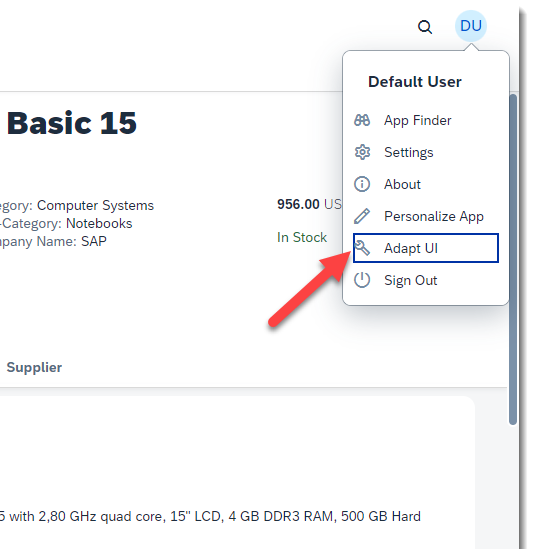 DU
Default User
App Finder
Settings
About
Personalize App
Adapt UI
Sign Out
Basic 15
Computer Systems
-Category: Notebooks
Name: SAP
956.00 US
In Stock
Supplier
5 with 2,80 GHz quad core, 15" LCD, 4 GB DDR3 RAM, 500 GB Hard